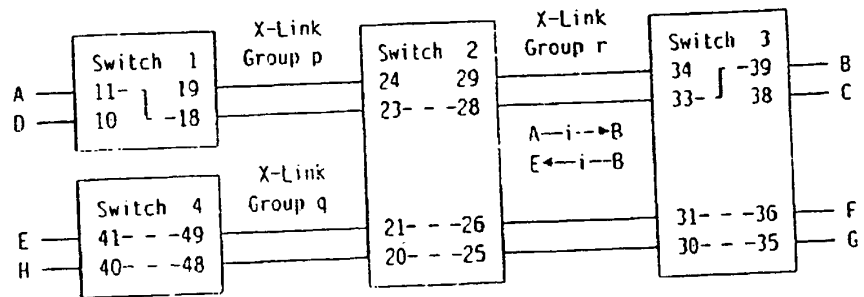 X-Link
Group p
X-Link
Group r
Switch 1
11- 19
10 -18
A
D
Switch 2
24 29
23- - -28
21- - -26
20- - -25
Switch 3
34 -39
33- 38
31- - -36
30- - -35
B
C
A—i--►B
E◄—i--B
X-Link
Group q
Switch 4
41- - -49
40- - -48
E
H
F
G